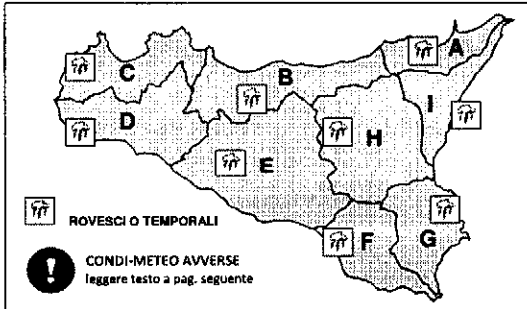 A
C
B
I
D
H
E
G
F
ROVESCI O TEMPORALI
! CONDI-METEO AVVERSE
leggere testo a pag. seguente